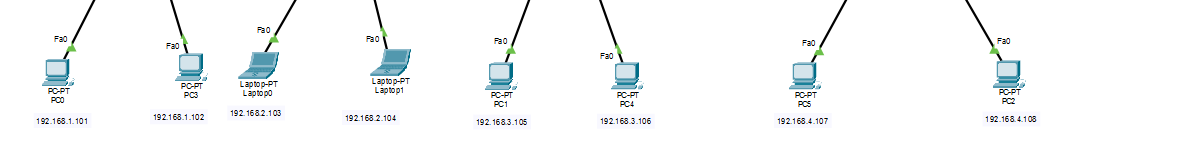 Fa0
PC-PT
PC0
192.168.1.101
Fa0
PC-PT
PC3
192.168.1.102
Fa0
Laptop-PT
Laptop0
192.168.2.103
Fa0
Laptop-PT
Laptop1
192.168.2.104
Fa0
PC-PT
PC1
192.168.3.105
Fa0
PC-PT
PC4
192.168.3.106
Fa0
PC-PT
PC5
192.168.4.107
Fa0
PC-PT
PC2
192.168.4.108